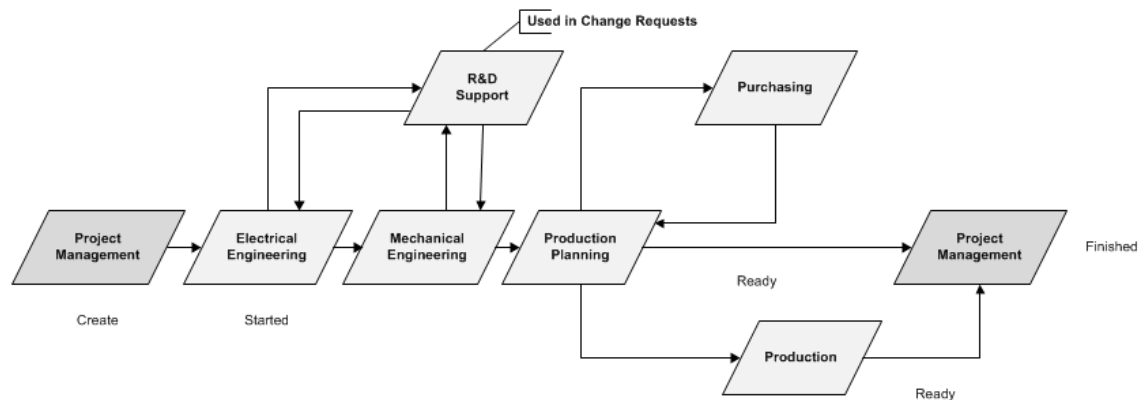 Used in Change Requests
R&D
Support
Purchasing
Project
Management
Electrical
Engineering
Mechanical
Engineering
Production
Planning
Project
Management
Finished
Ready
Create
Started
Production
Ready